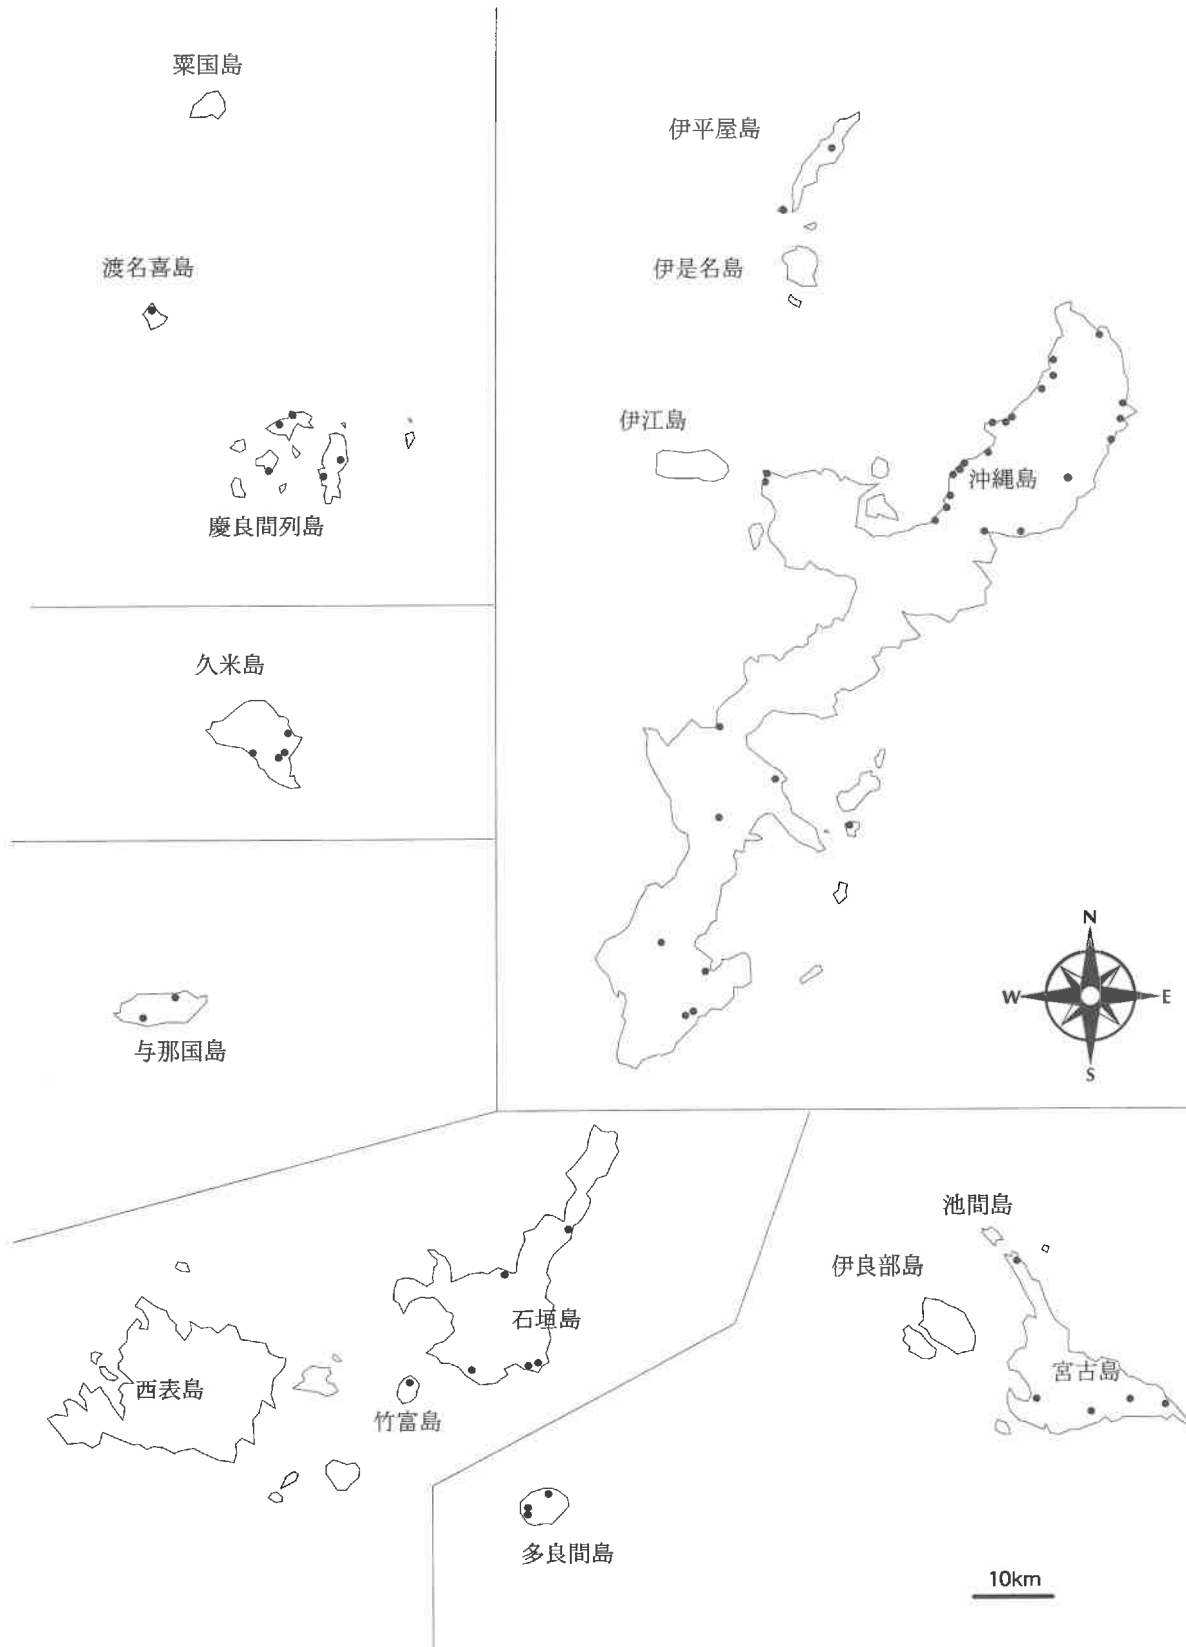 粟国島
伊平屋島
渡名喜島
伊是名島
伊江島
沖縄島
慶良間列島
久米島
N
W
E
S
与那国島
池間島
伊良部島
石垣島
宮古島
西表島
竹富島
多良間島
10km